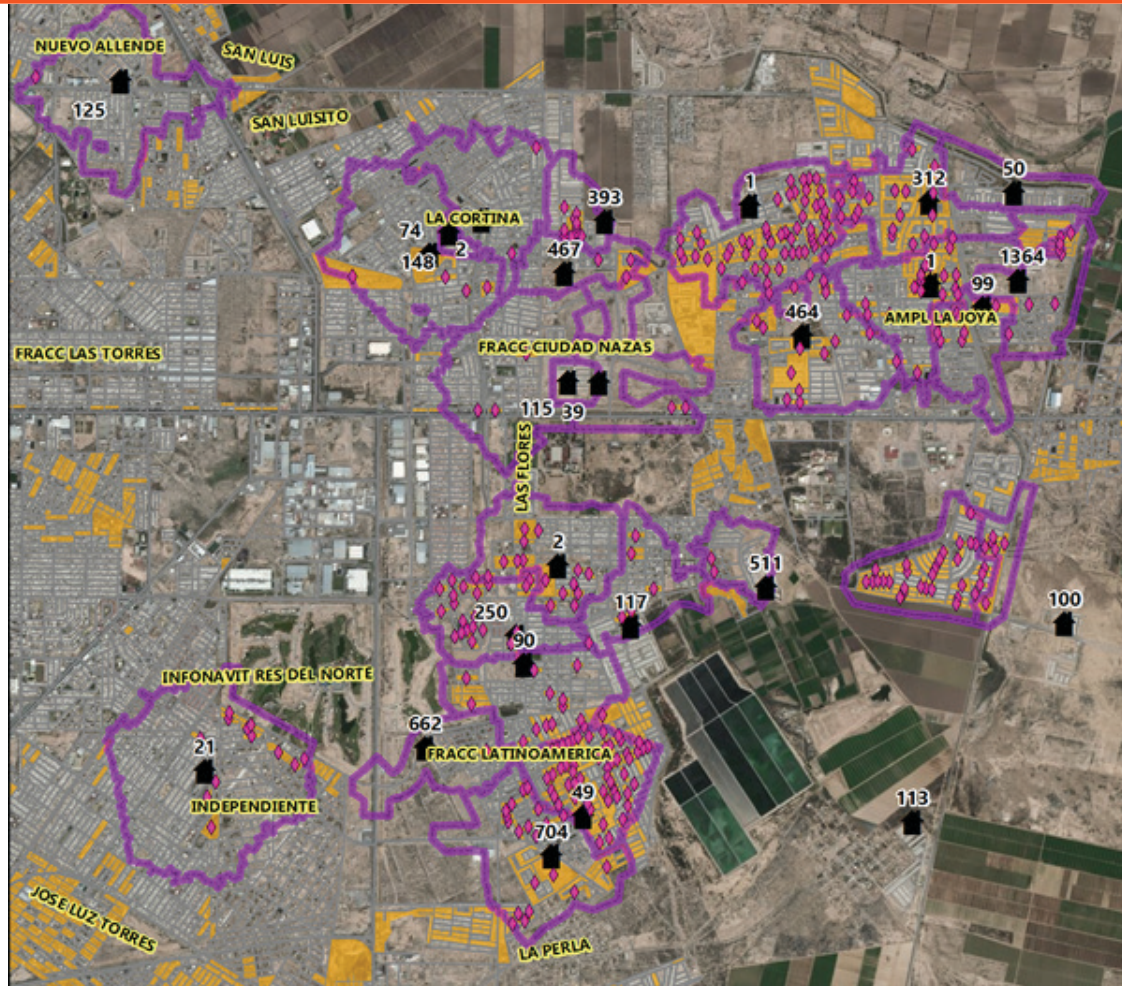 NUEVO ALLENDE
SAN LUIS
125
SAN LUISITO
1
312
50
393
LA CORTINA
74
2
148
467
1364
1
99
464
AMPL LA JOYA
FRACC LAS TORRES
FRACC CIUDAD NAZAS
115
39
LAS FLORES
2
511
100
250
117
90
INFONAVIT RES DEL NORTE
662
FRACC LATINOAMERICA
21
INDEPENDIENTE
49
113
704
JOSE LUZ TORRES
LA PERLA